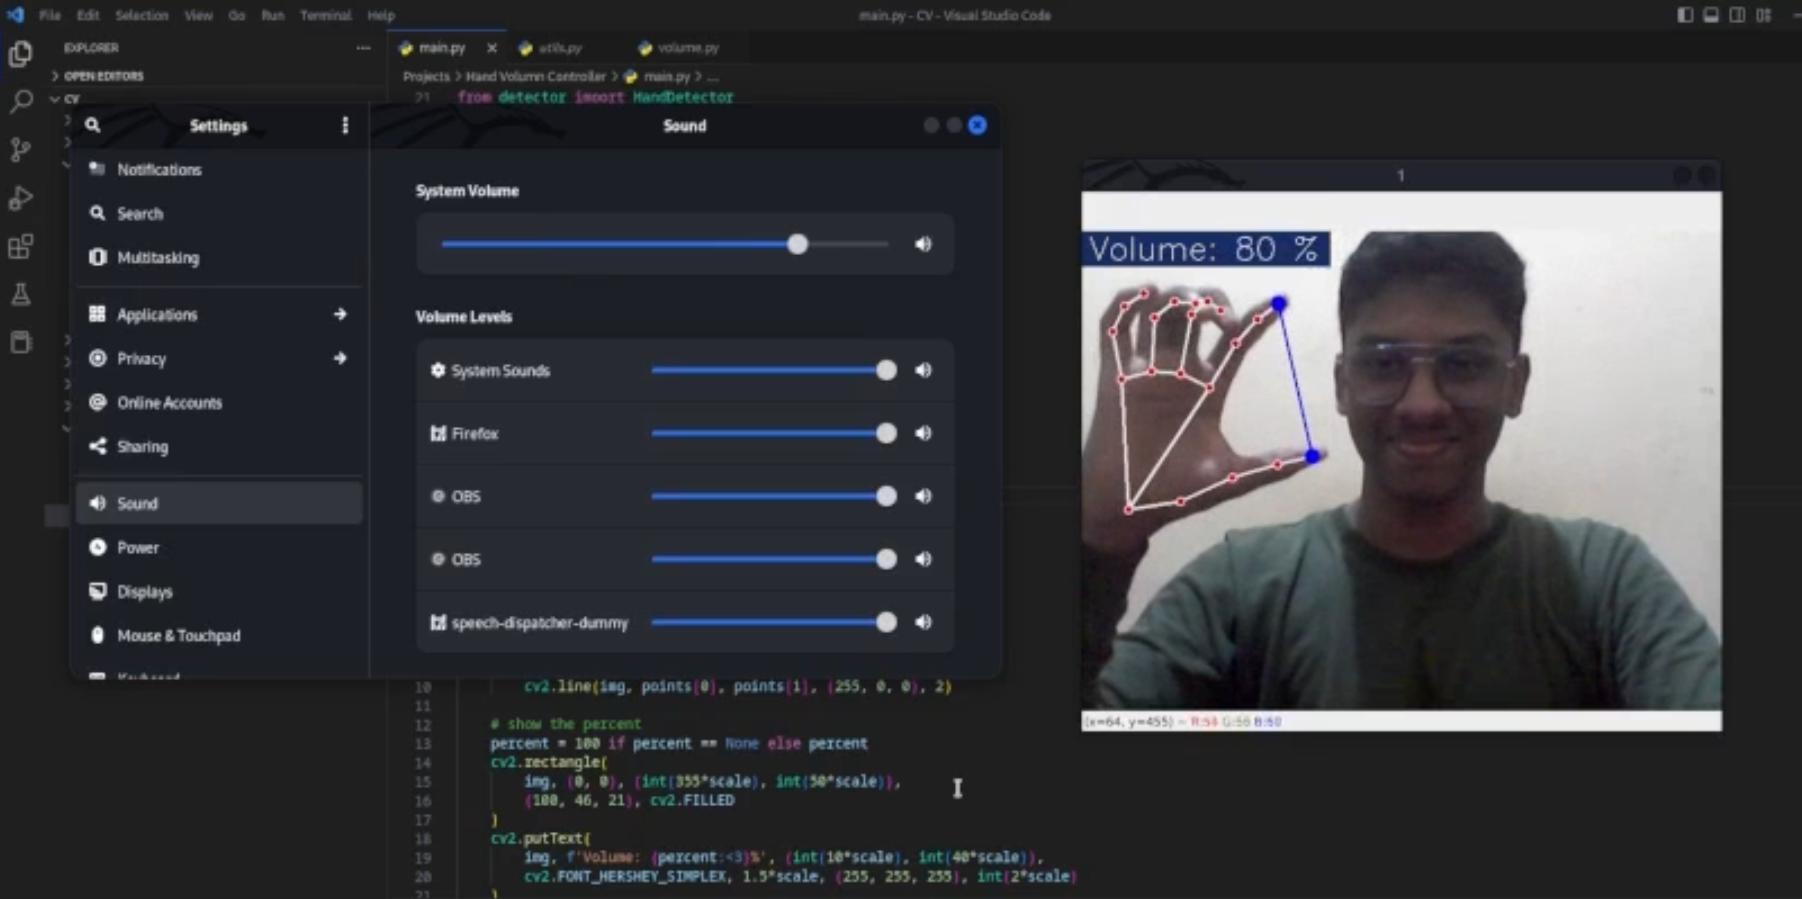 File Edit Selection View Go Run Terminal Help
main.py - CV - Visual Studio Code
EXPLORER
OPEN EDITORS
CV
main.py
utils.py
volume.py
Projects > Hand Volumn Controller > main.py > ...
21 from detector import HandDetector
Settings
Notifications
Search
Multitasking
Applications
Privacy
Online Accounts
Sharing
Sound
Power
Displays
Mouse & Touchpad
Keyboard
Sound
System Volume
Volume Levels
System Sounds
Firefox
OBS
OBS
speech-dispatcher-dummy
10 cv2.line(img, points[0], points[1], (255, 0, 0), 2)
11
12 # show the percent
13 percent = 100 if percent == None else percent
14 cv2.rectangle(
15 img, (0, 0), (int(355*scale), int(50*scale)),
16 (100, 46, 21), cv2.FILLED
17 )
18 cv2.putText(
19 img, f'Volume: {percent:<3}%', (int(10*scale), int(40*scale)),
20 cv2.FONT_HERSHEY_SIMPLEX, 1.5*scale, (255, 255, 255), int(2*scale)
21 )
1
Volume: 80 %
(x=64, y=455) ~ R:58 G:56 B:60